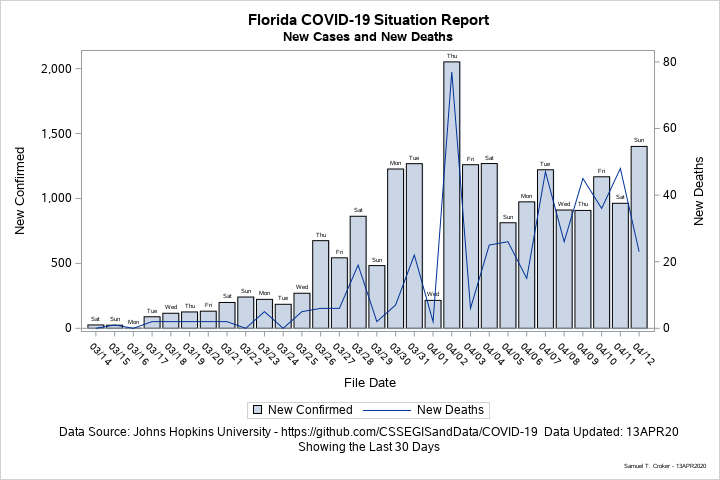 Florida COVID-19 Situation Report
New Cases and New Deaths
New Confirmed
2,000
1,500
1,000
500
0
80
60
40
20
0
New Deaths
Sat
Sun
Mon
Tue
Wed
Thu
Fri
Sat
Sun
Mon
Tue
Wed
Thu
Fri
Sat
Sun
Mon
Tue
Wed
Thu
Fri
Sat
Sun
Mon
Tue
Wed
Thu
Fri
Sat
Sun
03/14
03/15
03/16
03/17
03/18
03/19
03/20
03/21
03/22
03/23
03/24
03/25
03/26
03/27
03/28
03/29
03/30
03/31
04/01
04/02
04/03
04/04
04/05
04/06
04/07
04/08
04/09
04/10
04/11
04/12
File Date
New Confirmed
New Deaths
Data Source: Johns Hopkins University - https://github.com/CSSEGISandData/COVID-19 Data Updated: 13APR20
Showing the Last 30 Days
Samuel T. Croker - 13APR2020